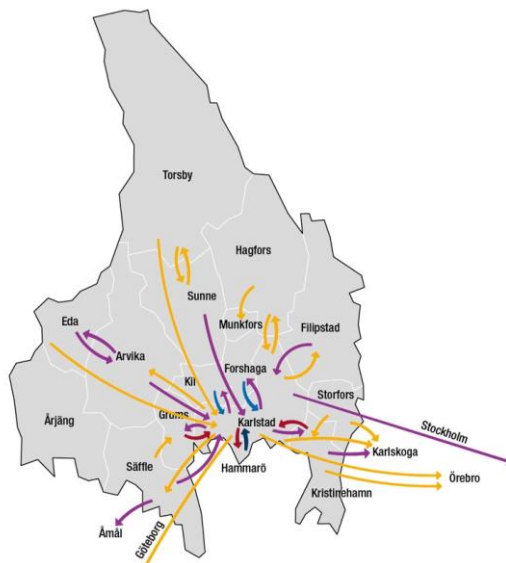 Torsby
Hagfors
Sunne
Eda
Munkfors
Filipstad
Arvika
Forshaga
Kil
Storfors
Årjäng
Grums
Karlstad
Stockholm
Karlskoga
Säffle
Hammarö
Örebro
Kristinehamn
Åmål
Göteborg